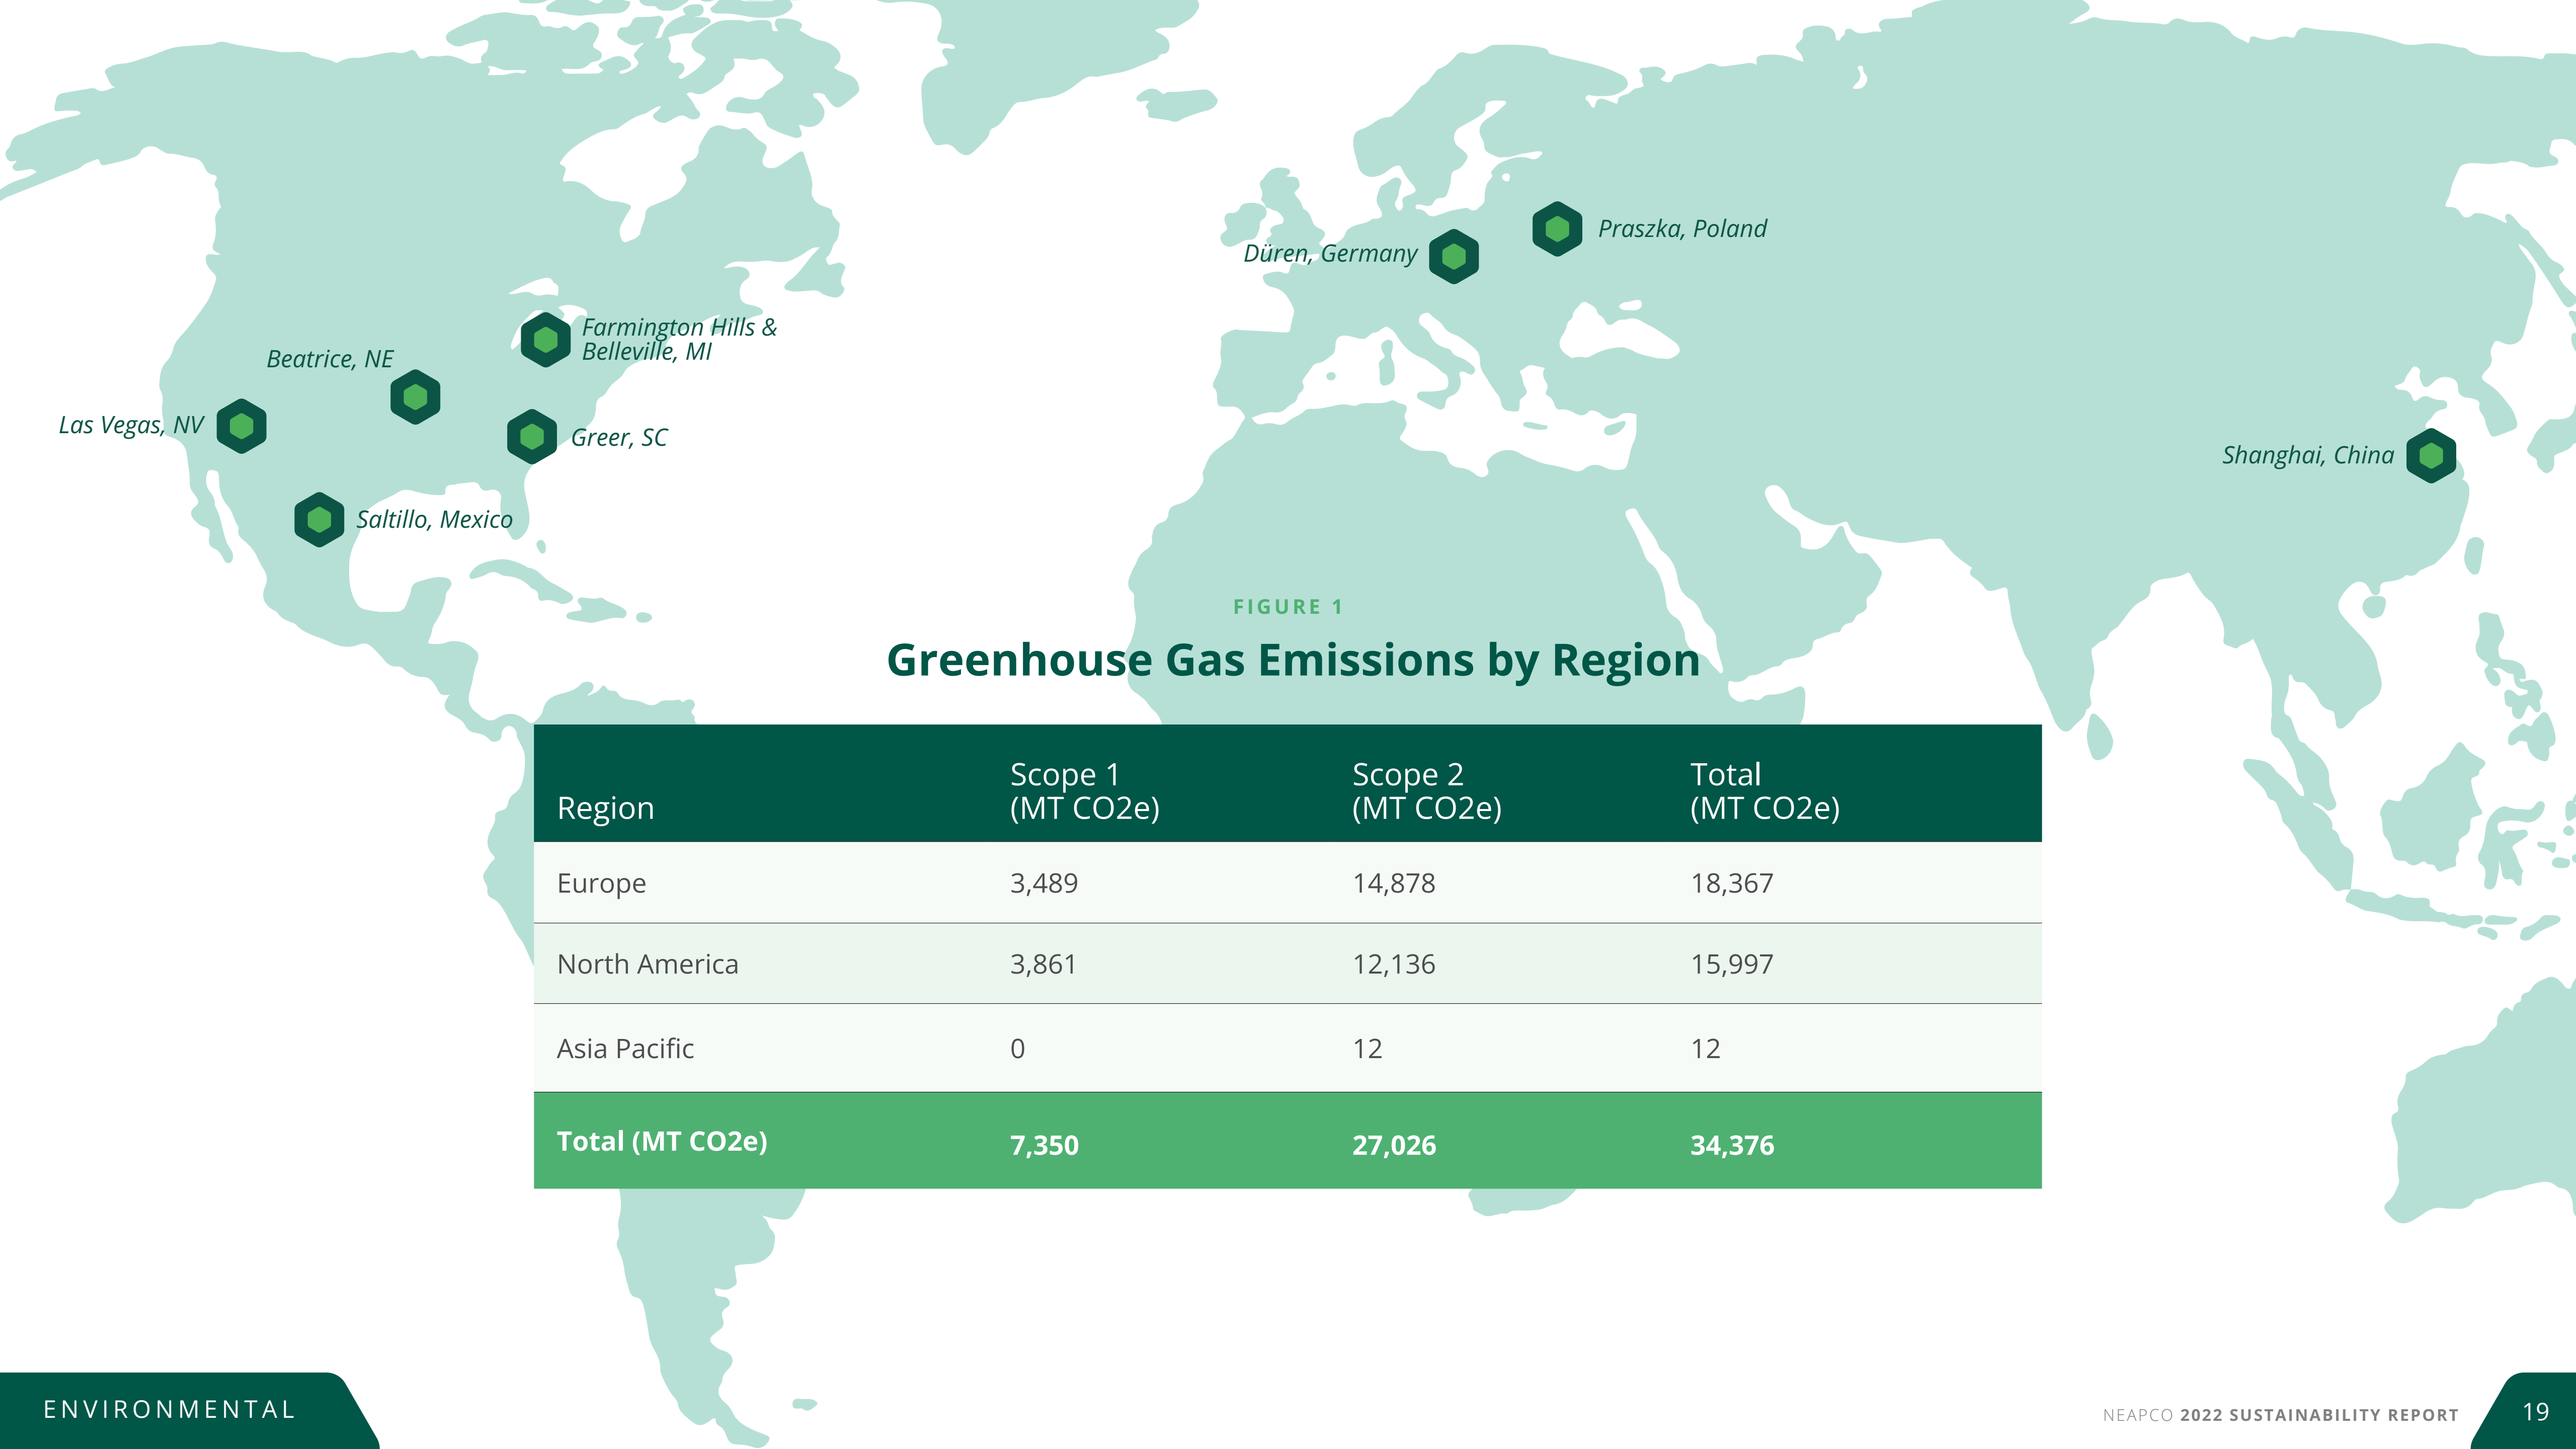 Praszka, Poland
Düren, Germany
Farmington Hills &
Belleville, MI
Beatrice, NE
Las Vegas, NV
Greer, SC
Shanghai, China
Saltillo, Mexico
FIGURE 1
Greenhouse Gas Emissions by Region
Region Scope 1 (MT CO2e) Scope 2 (MT CO2e) Total (MT CO2e)
Europe 3,489 14,878 18,367
North America 3,861 12,136 15,997
Asia Pacific 0 12 12
Total (MT CO2e) 7,350 27,026 34,376
ENVIRONMENTAL
NEAPCO 2022 SUSTAINABILITY REPORT
19